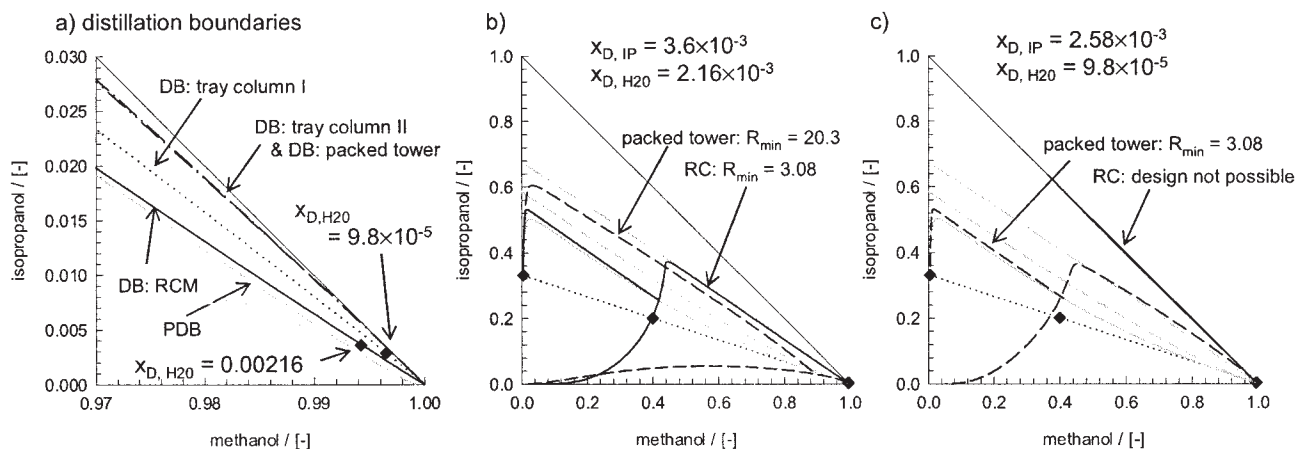 a) distillation boundaries
0.030
0.025
0.020
0.015
0.010
0.005
0.000
isopropanol / [-]
DB: tray column I
DB: tray column II
& DB: packed tower
x_D,H20
= 9.8×10⁻⁵
DB: RCM
PDB
x_D, H20 = 0.00216
0.97
0.98
0.99
1.00
methanol / [-]
b)
x_D, IP = 3.6×10⁻³
x_D, H20 = 2.16×10⁻³
1.0
0.8
0.6
0.4
0.2
0.0
isopropanol / [-]
packed tower: R_min = 20.3
RC: R_min = 3.08
0.0
0.2
0.4
0.6
0.8
1.0
methanol / [-]
c)
x_D, IP = 2.58×10⁻³
x_D, H20 = 9.8×10⁻⁵
1.0
0.8
0.6
0.4
0.2
0.0
isopropanol / [-]
packed tower: R_min = 3.08
RC: design not possible
0.0
0.2
0.4
0.6
0.8
1.0
methanol / [-]